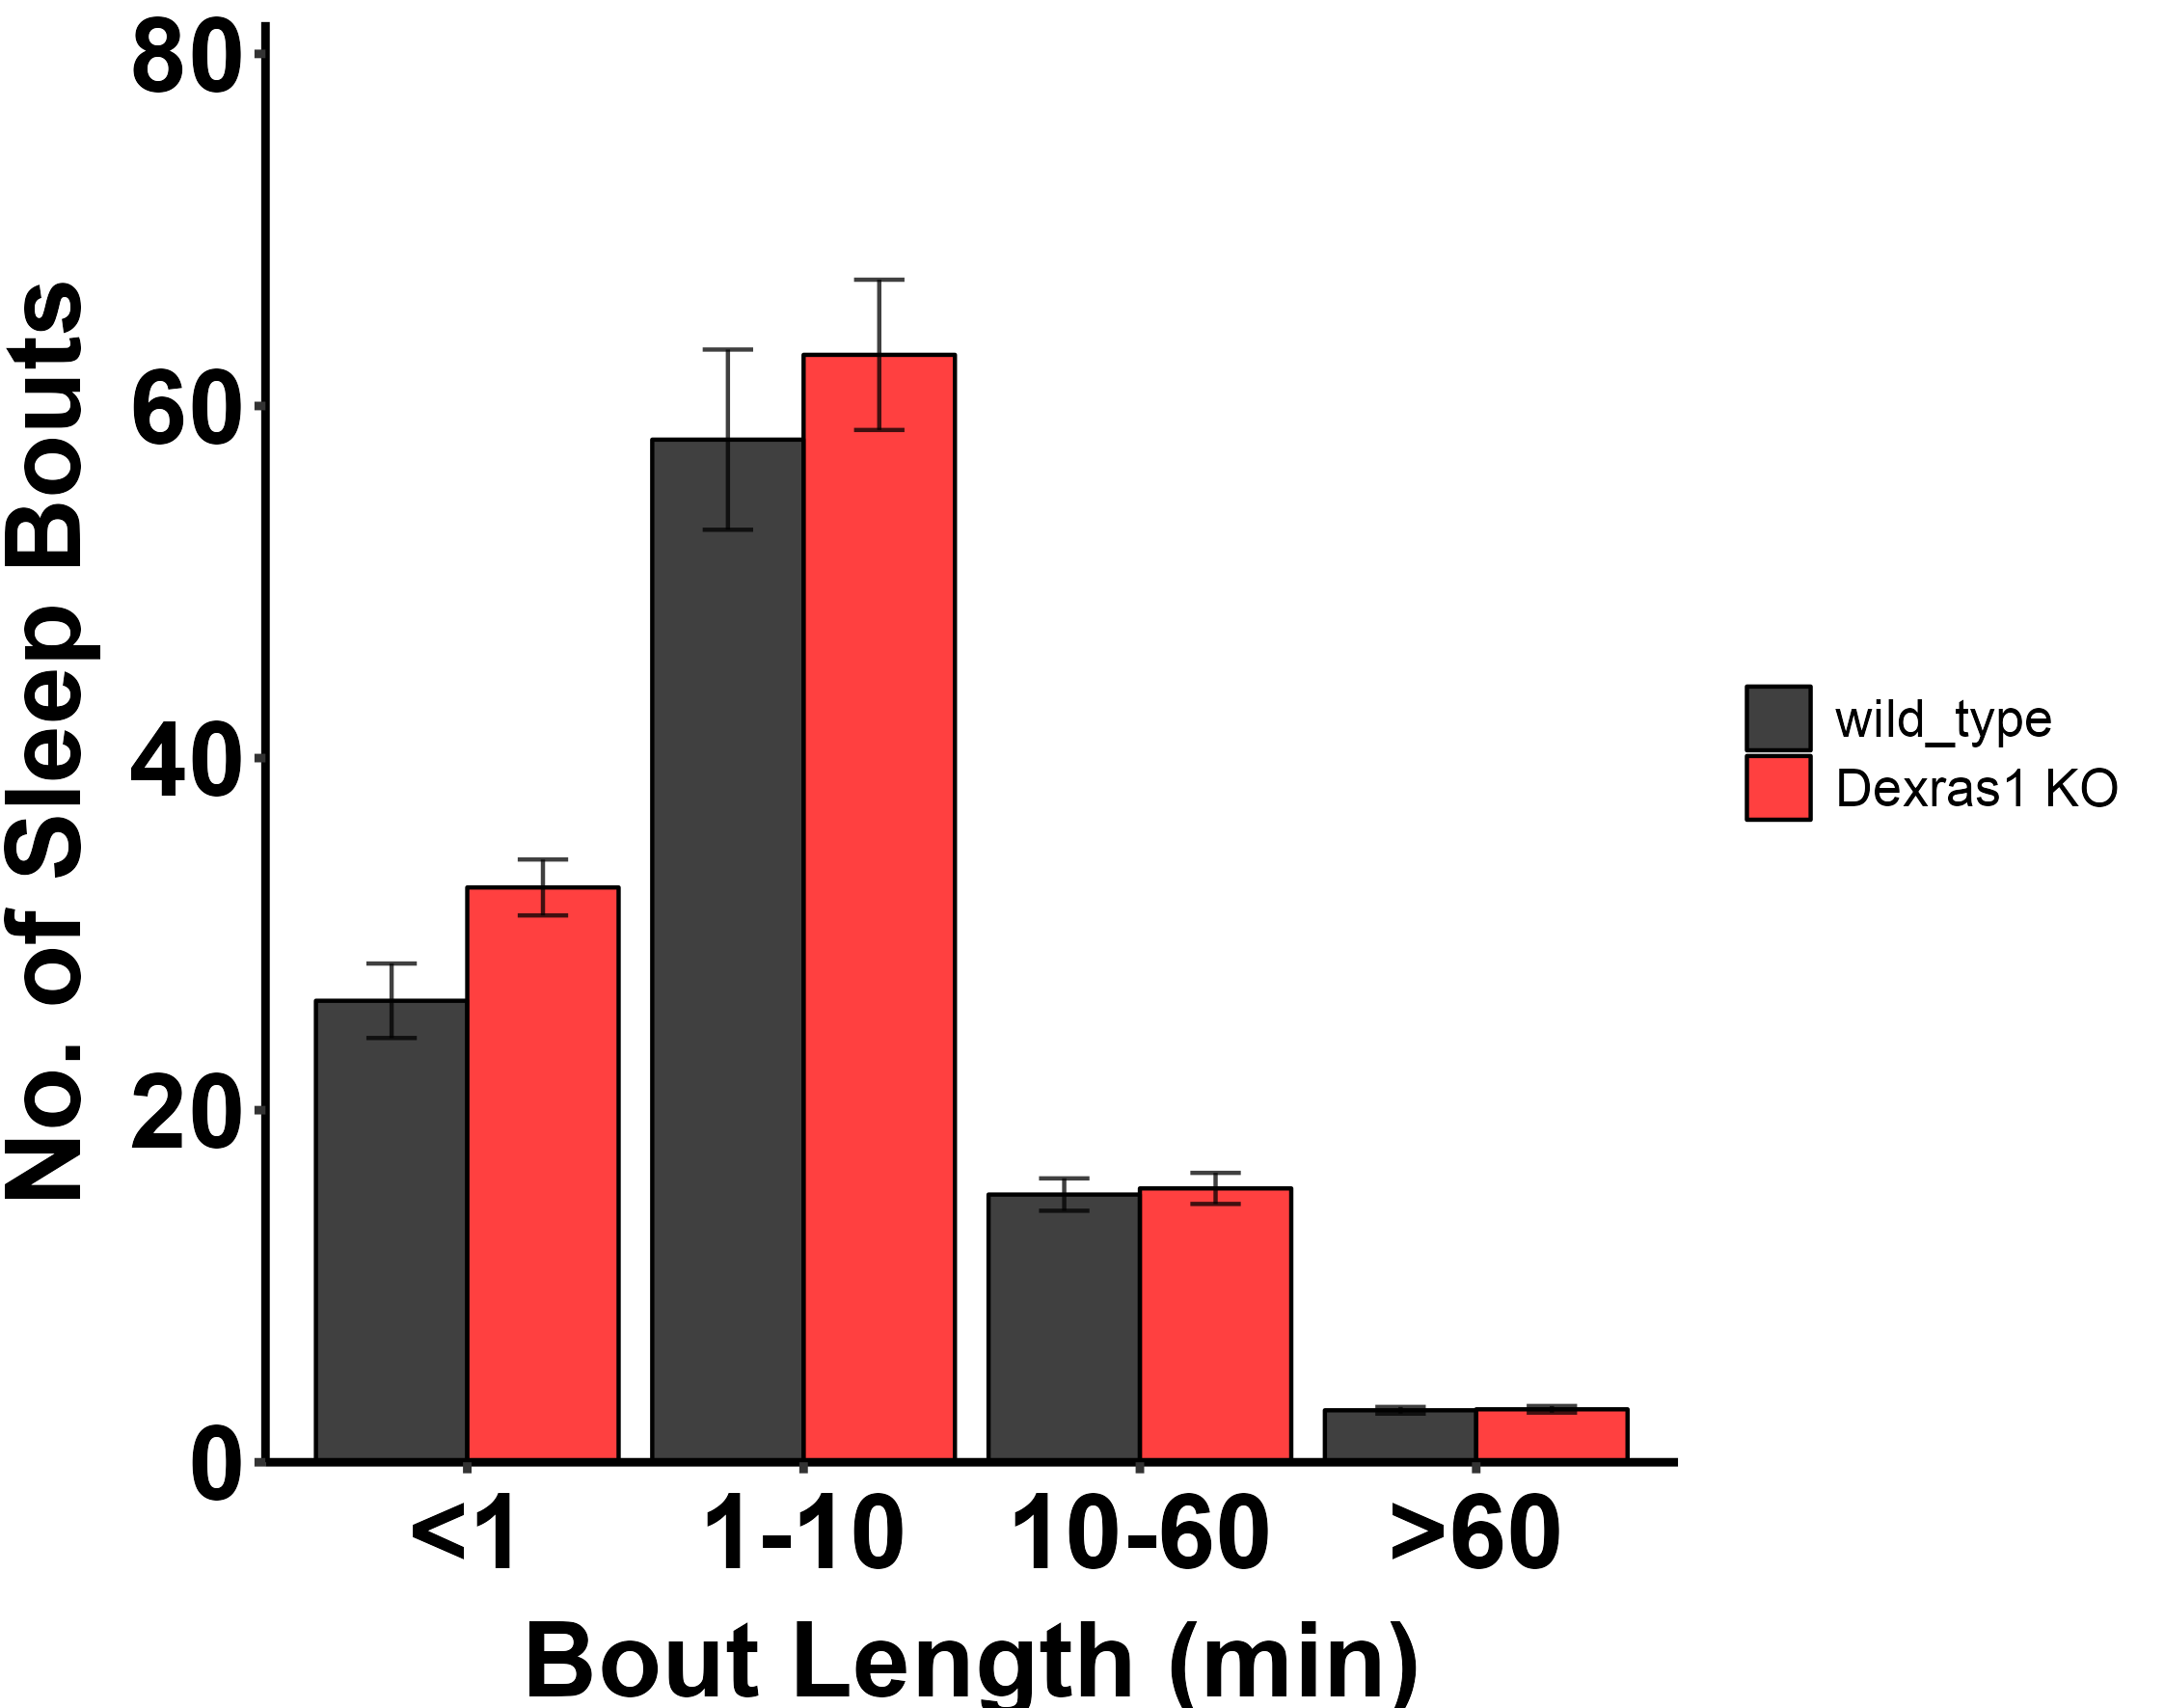 No. of Sleep Bouts
80
60
40
20
0
<1 1-10 10-60 >60
Bout Length (min)
wild_type
Dexras1 KO